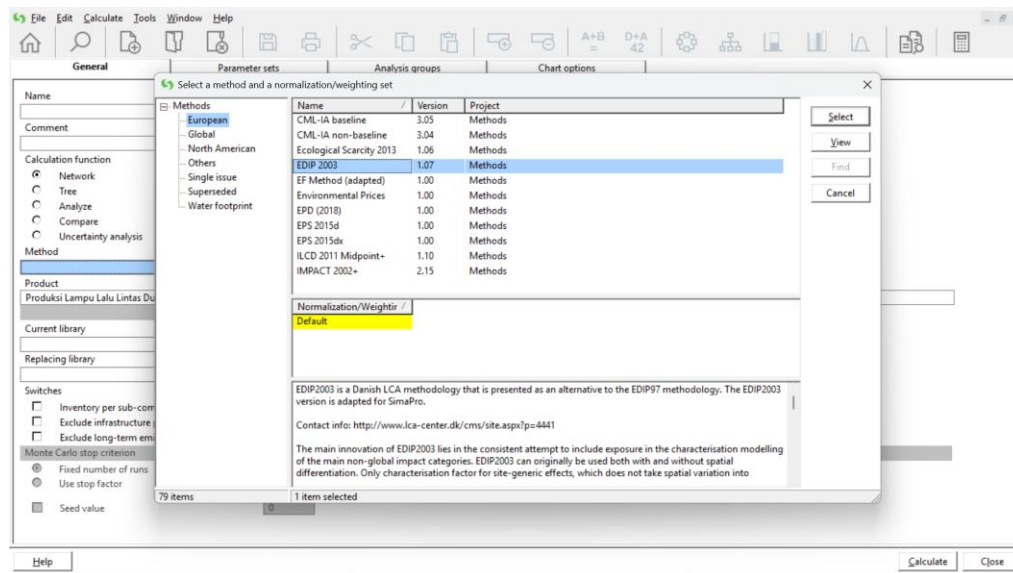 File Edit Calculate Tools Window Help
A+B = D+A 42
General Parameter sets Analysis groups Chart options
Select a method and a normalization/weighting set
Name
Comment
Calculation function
Network
Tree
Analyze
Compare
Uncertainty analysis
Method
Product
Produksi Lampu Lalu Lintas Du
Current library
Replacing library
Switches
Inventory per sub-com
Exclude infrastructure
Exclude long-term emi
Monte Carlo stop criterion
Fixed number of runs
Use stop factor
Seed value 0
Methods
European
Global
North American
Others
Single issue
Superseded
Water footprint
Name / Version Project
CML-IA baseline 3.05 Methods
CML-IA non-baseline 3.04 Methods
Ecological Scarcity 2013 1.06 Methods
EDIP 2003 1.07 Methods
EF Method (adapted) 1.00 Methods
Environmental Prices 1.00 Methods
EPD (2018) 1.00 Methods
EPS 2015d 1.00 Methods
EPS 2015dx 1.00 Methods
ILCD 2011 Midpoint+ 1.10 Methods
IMPACT 2002+ 2.15 Methods
Normalization/Weightir /
Default
EDIP2003 is a Danish LCA methodology that is presented as an alternative to the EDIP97 methodology. The EDIP2003
version is adapted for SimaPro.
Contact info: http://www.lca-center.dk/cms/site.aspx?p=4441
The main innovation of EDIP2003 lies in the consistent attempt to include exposure in the characterisation modelling
of the main non-global impact categories. EDIP2003 can originally be used both with and without spatial
differentiation. Only characterisation factor for site-generic effects, which does not take spatial variation into
79 items 1 item selected
Select
View
Find
Cancel
Help Calculate Close